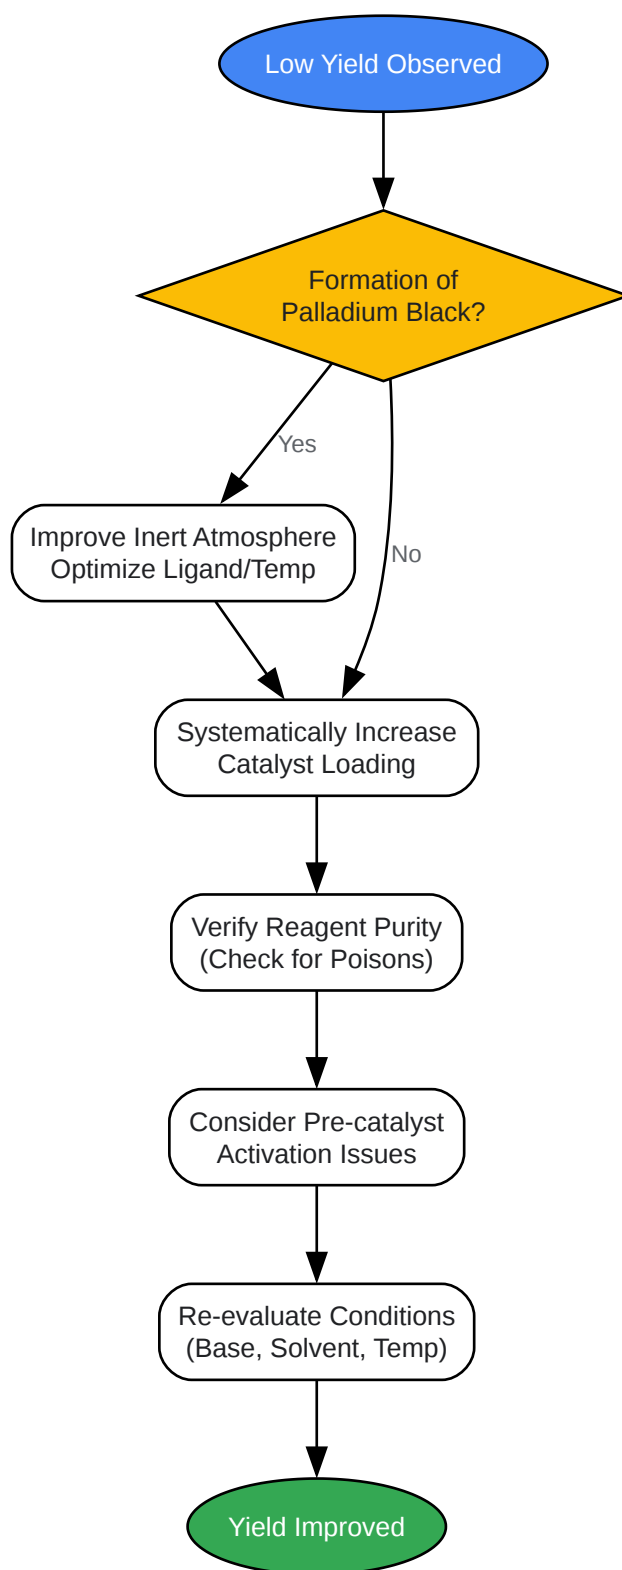 Low Yield Observed
Formation of
Palladium Black?
Yes
Improve Inert Atmosphere
Optimize Ligand/Temp
No
Systematically Increase
Catalyst Loading
Verify Reagent Purity
(Check for Poisons)
Consider Pre-catalyst
Activation Issues
Re-evaluate Conditions
(Base, Solvent, Temp)
Yield Improved